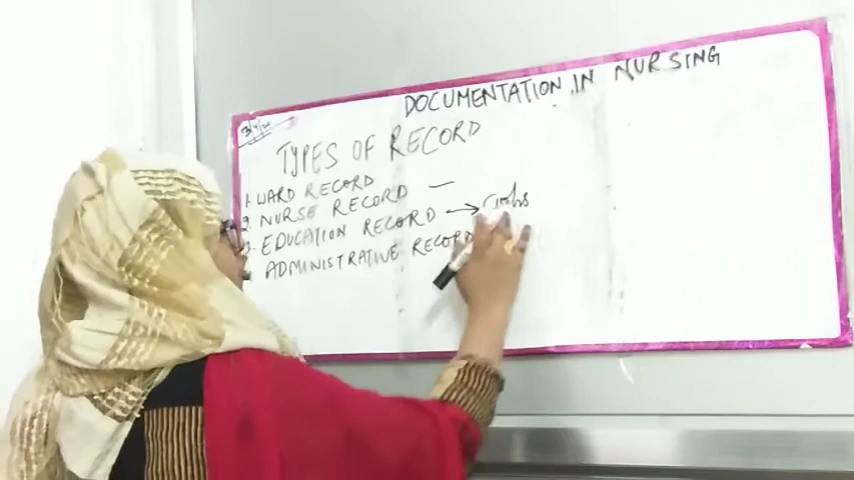 DOCUMENTATION IN NURSING
TYPES OF RECORD
1. WARD RECORD
2. NURSE RECORD —
3. EDUCATION RECORD →
ADMINISTRATIVE RECORD